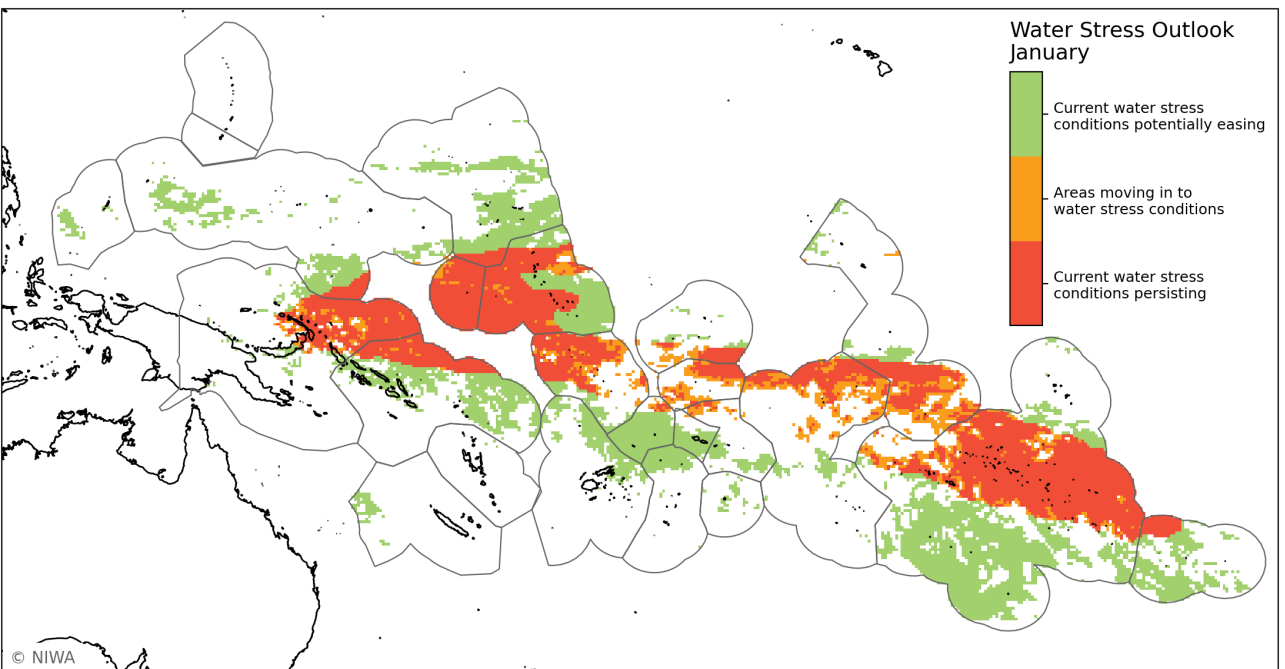 Water Stress Outlook
January
Current water stress
conditions potentially easing
Areas moving in to
water stress conditions
Current water stress
conditions persisting
© NIWA